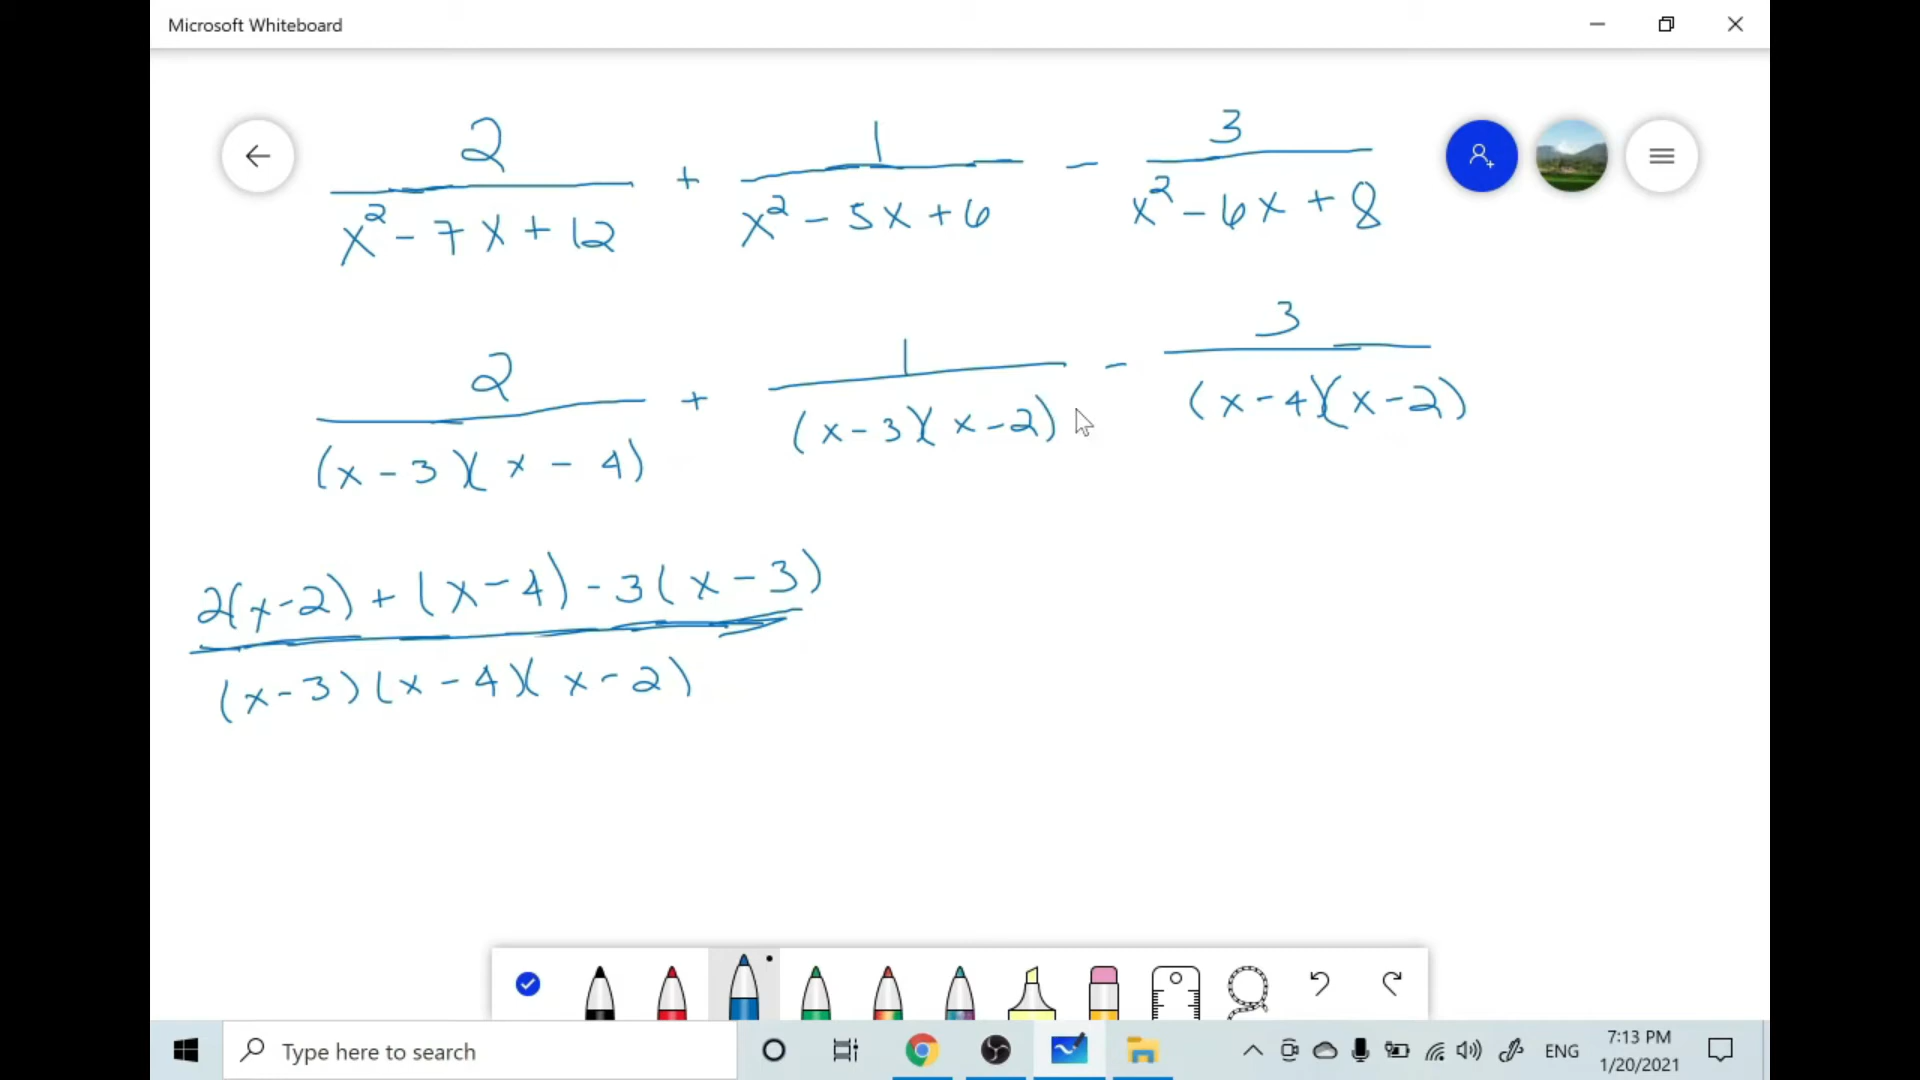 Microsoft Whiteboard
2/(x² - 7x + 12) + 1/(x² - 5x + 6) - 3/(x² - 6x + 8)
2/((x - 3)(x - 4)) + 1/((x - 3)(x - 2)) - 3/((x - 4)(x - 2))
2(x - 2) + (x - 4) - 3(x - 3)
(x - 3)(x - 4)(x - 2)
Type here to search
ENG
7:13 PM
1/20/2021